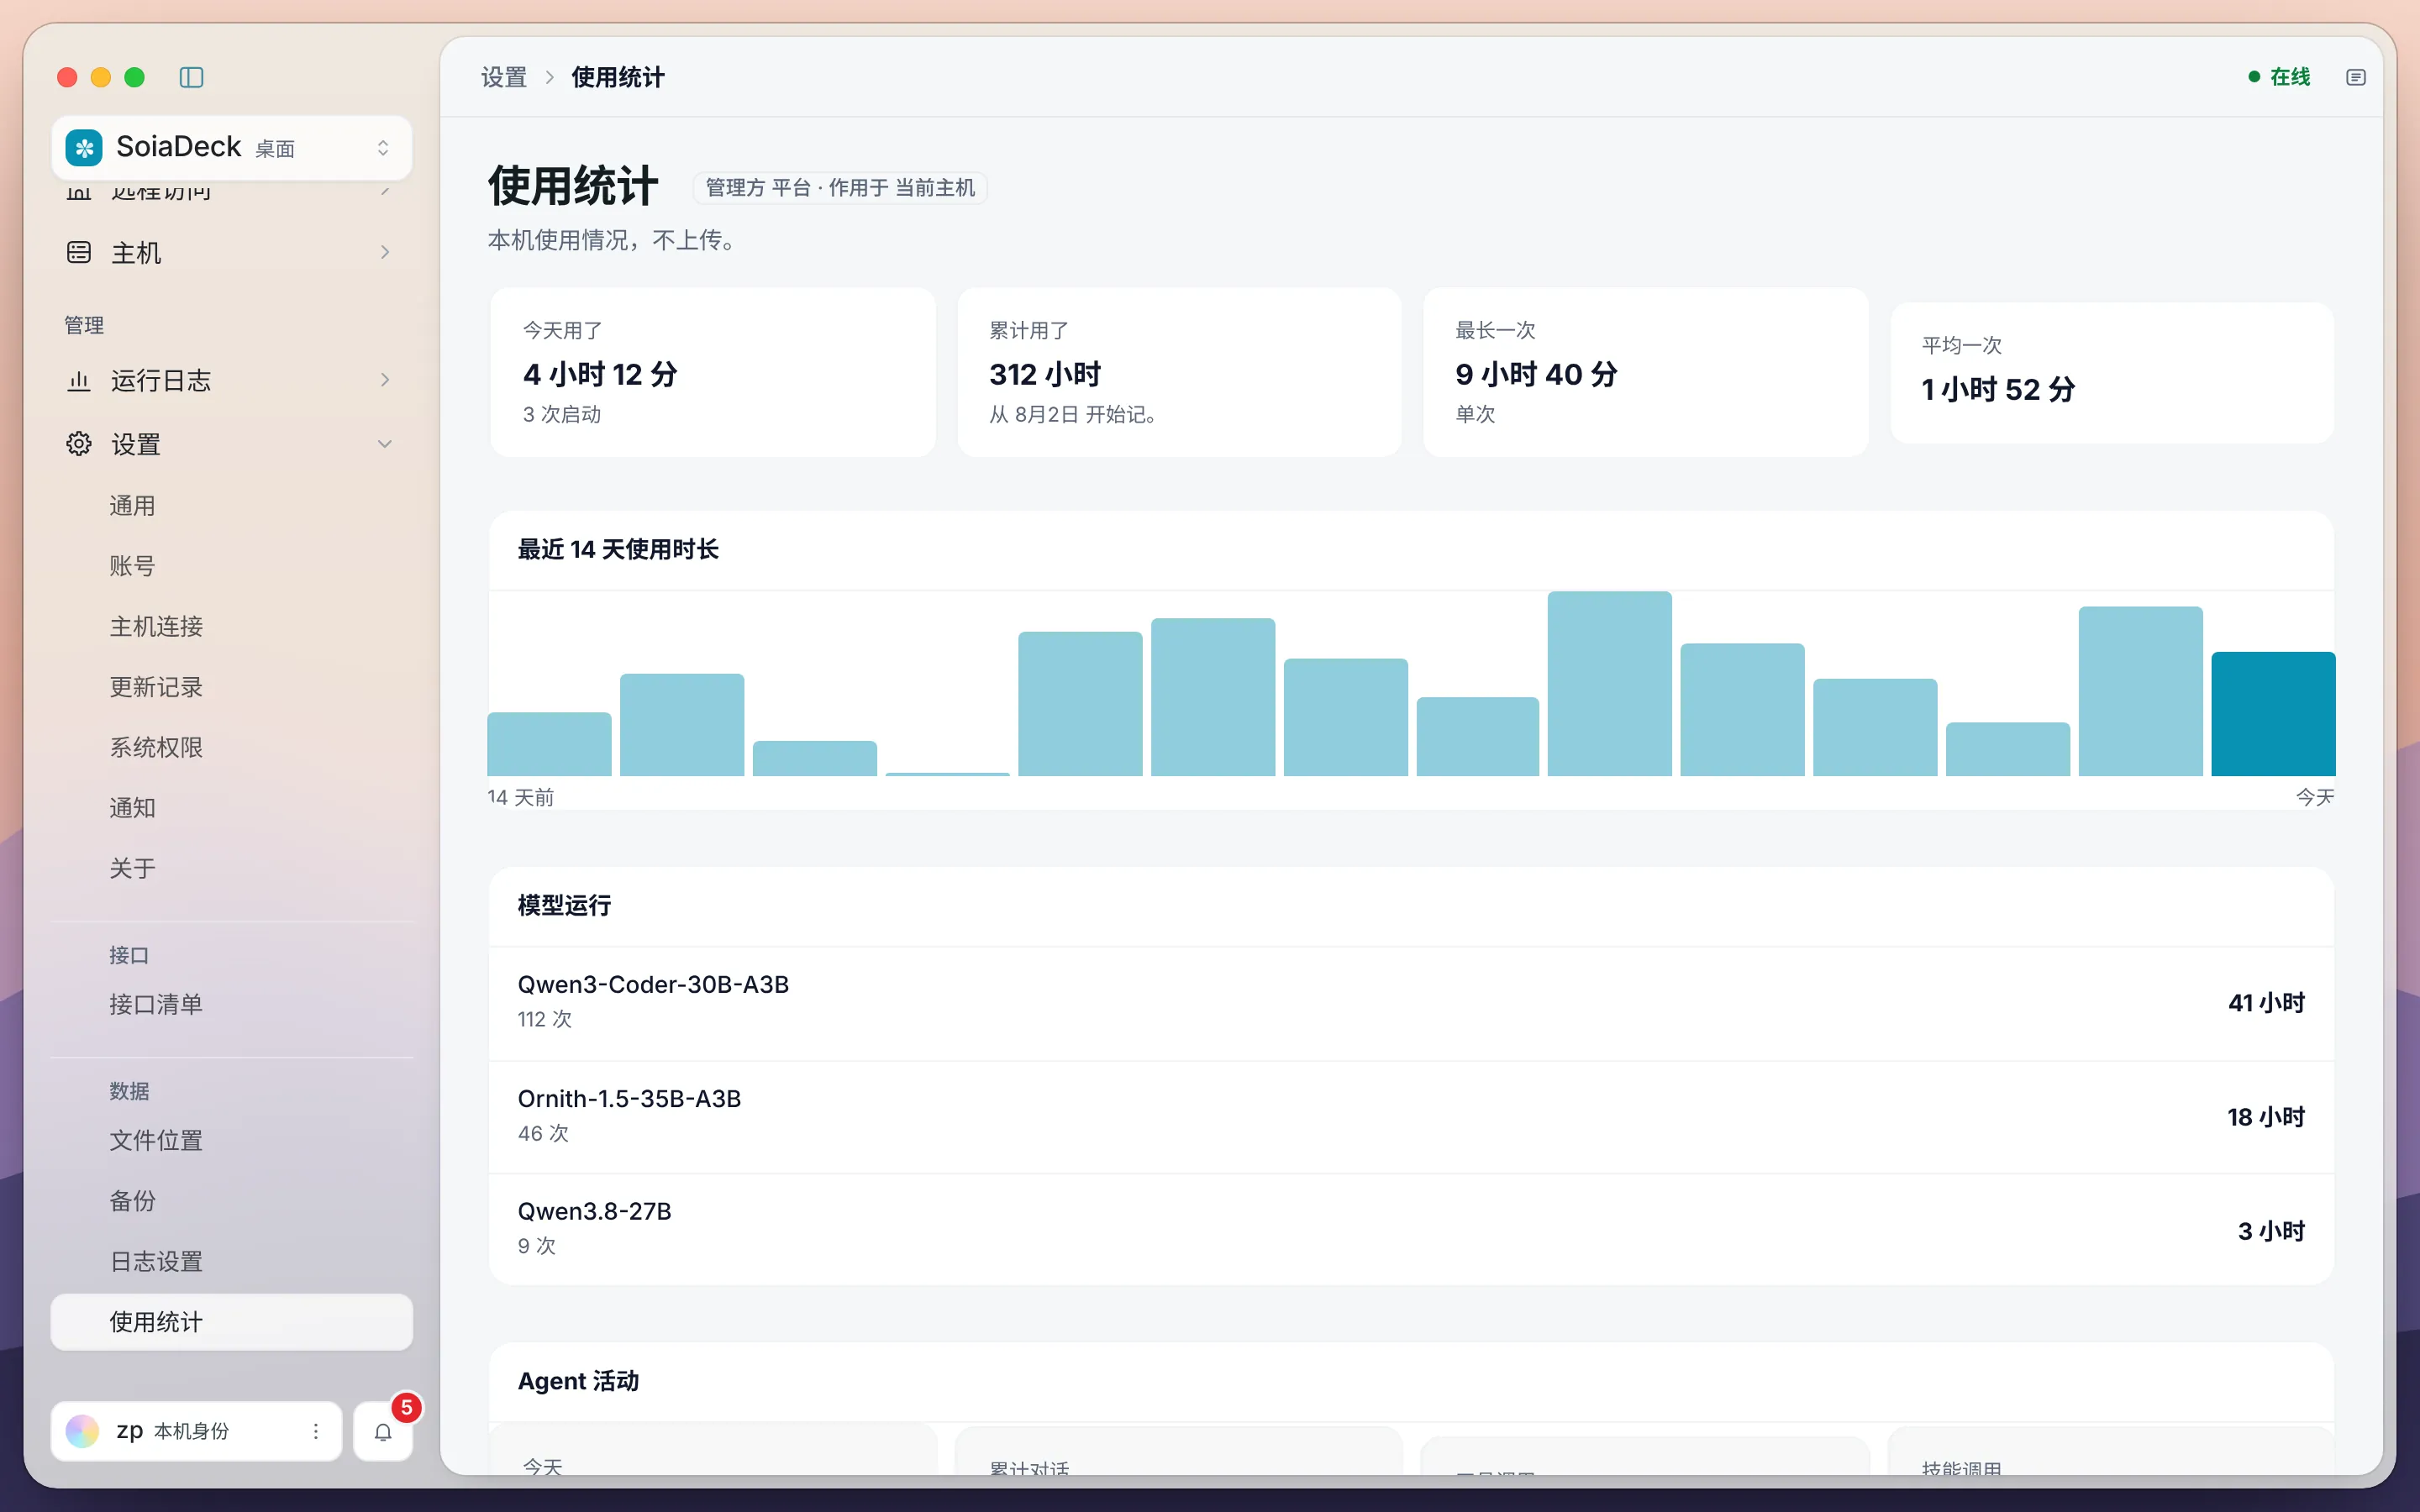 SoiaDeck 桌面
远程访问
主机
管理
运行日志
设置
通用
账号
主机连接
更新记录
系统权限
通知
关于
接口
接口清单
数据
文件位置
备份
日志设置
使用统计
zp 本机身份
5
设置 > 使用统计
在线
使用统计 管理方 平台 · 作用于 当前主机
本机使用情况，不上传。
今天用了
4 小时 12 分
3 次启动
累计用了
312 小时
从 8月2日 开始记。
最长一次
9 小时 40 分
单次
平均一次
1 小时 52 分
最近 14 天使用时长
14 天前
今天
模型运行
Qwen3-Coder-30B-A3B
112 次
41 小时
Ornith-1.5-35B-A3B
46 次
18 小时
Qwen3.8-27B
9 次
3 小时
Agent 活动
今天
累计对话
技能调用